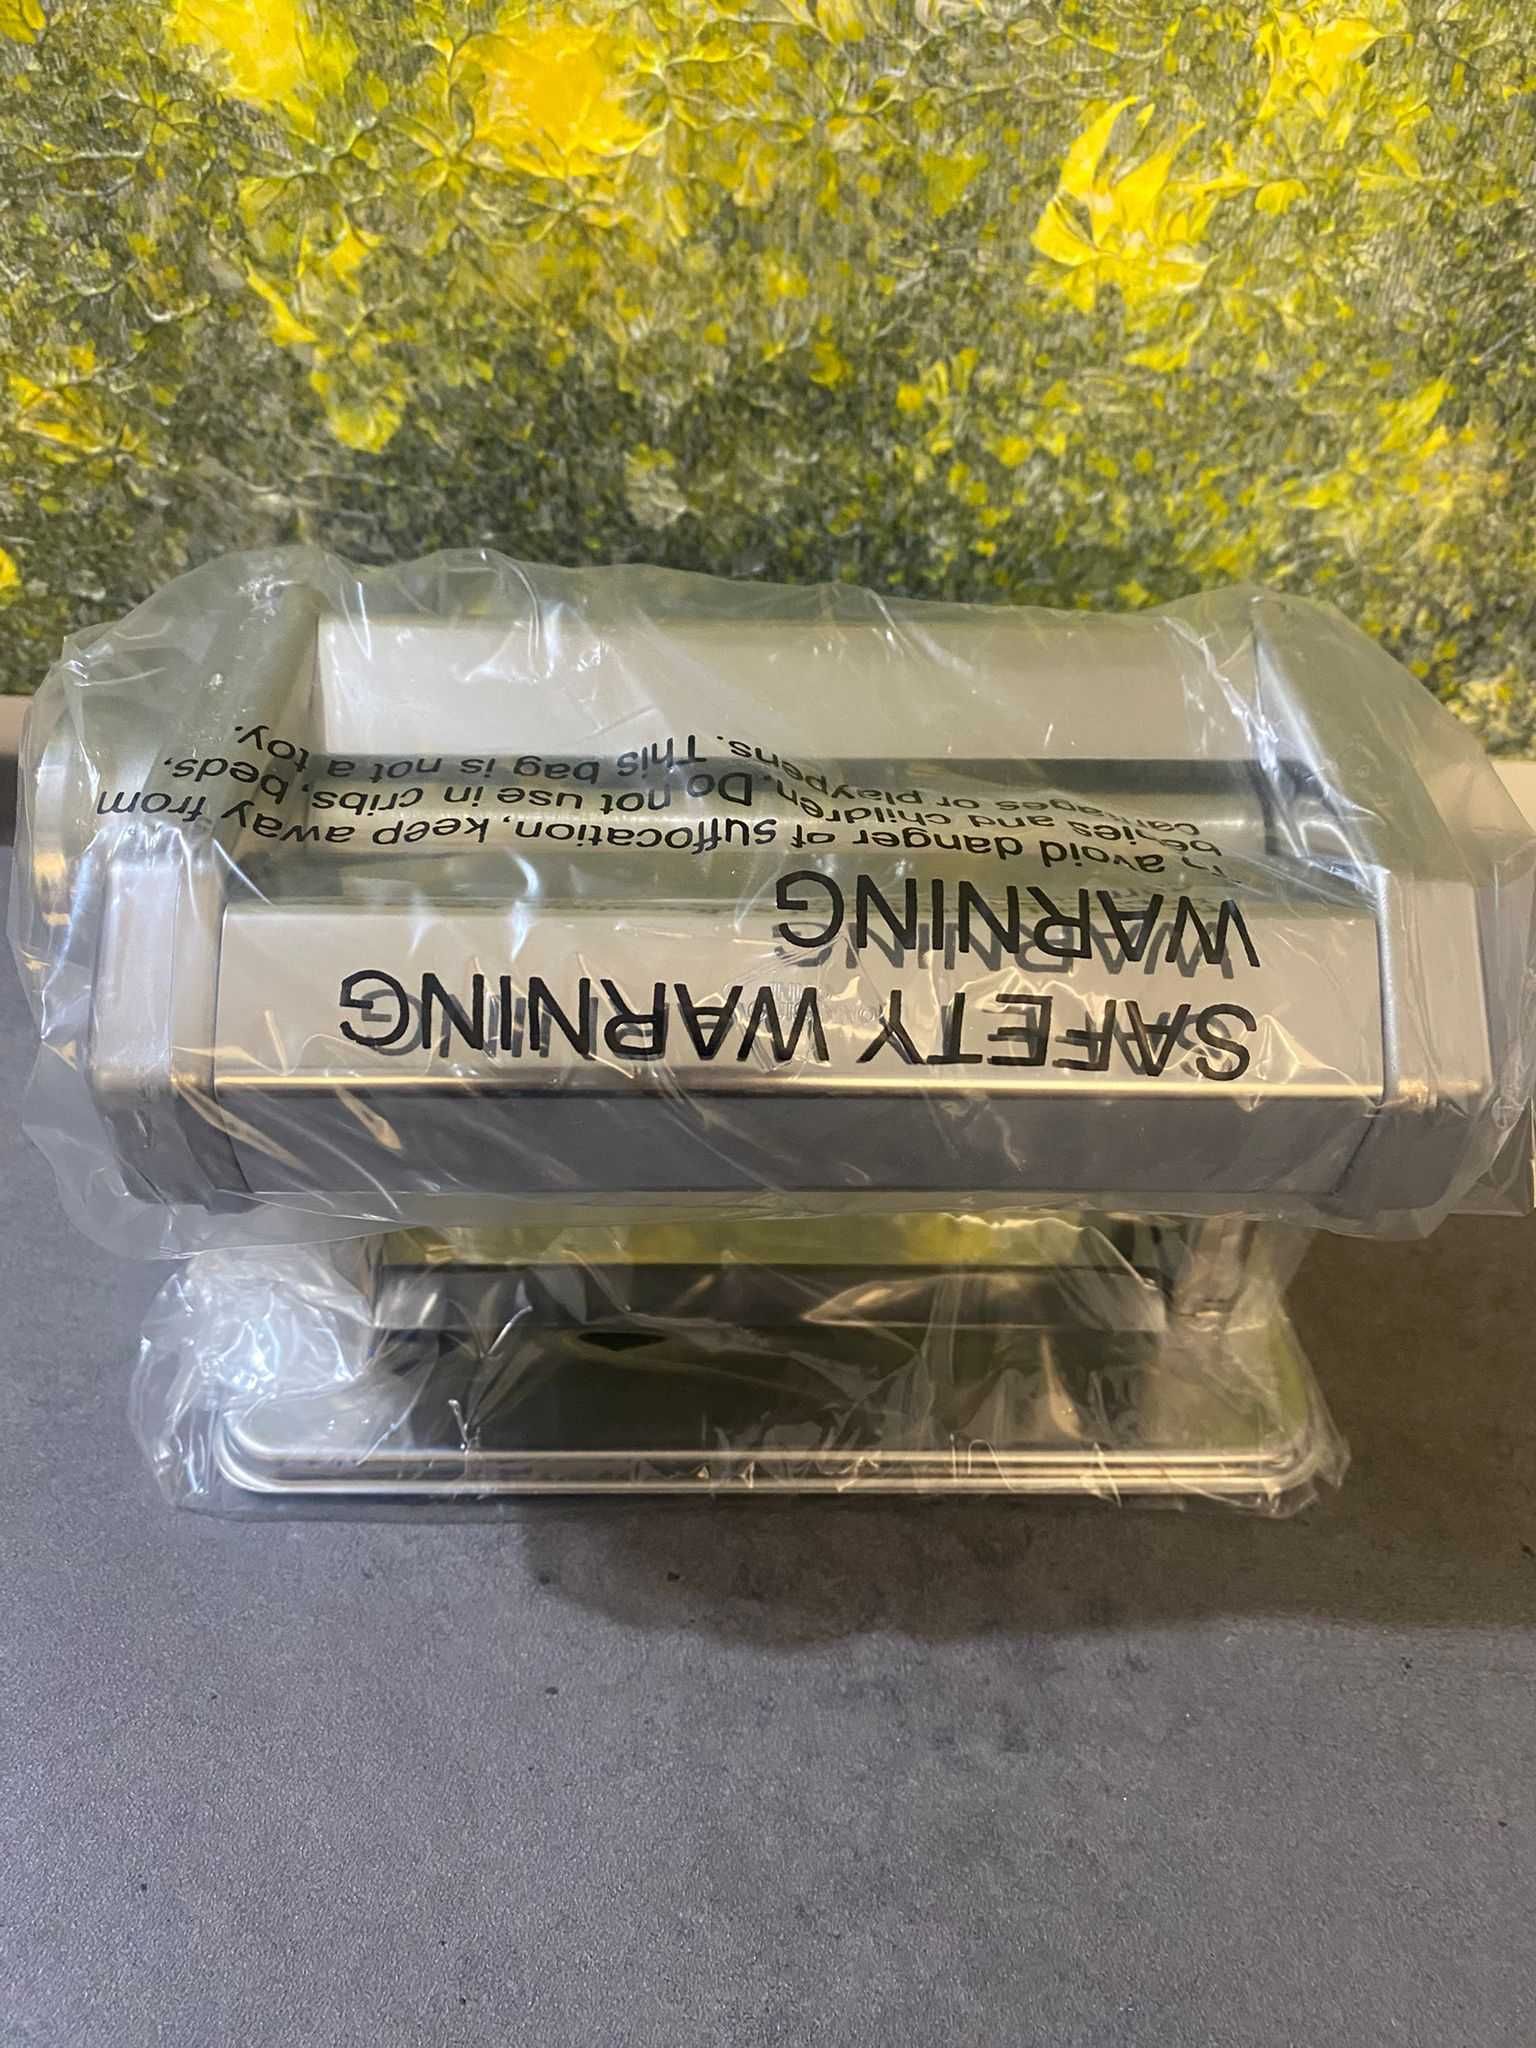 SAFETY WARNING
WARNING
To avoid danger of suffocation, keep away from
babies and children. Do not use in cribs, beds,
carriages or playpens. This bag is not a toy.